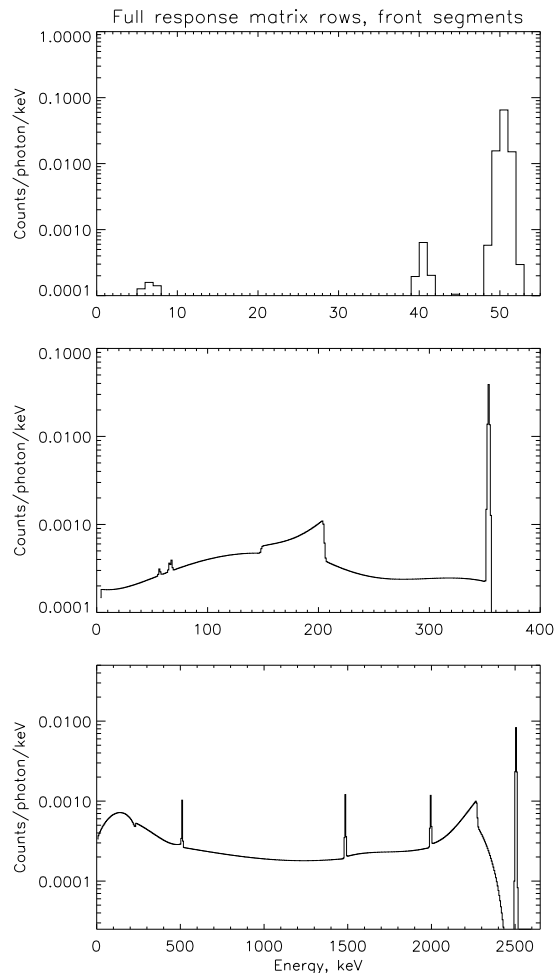 Full response matrix rows, front segments
Counts/photon/keV
1.0000
0.1000
0.0100
0.0010
0.0001
0 10 20 30 40 50
Counts/photon/keV
0.1000
0.0100
0.0010
0.0001
0 100 200 300 400
Counts/photon/keV
0.0100
0.0010
0.0001
0 500 1000 1500 2000 2500
Energy, keV